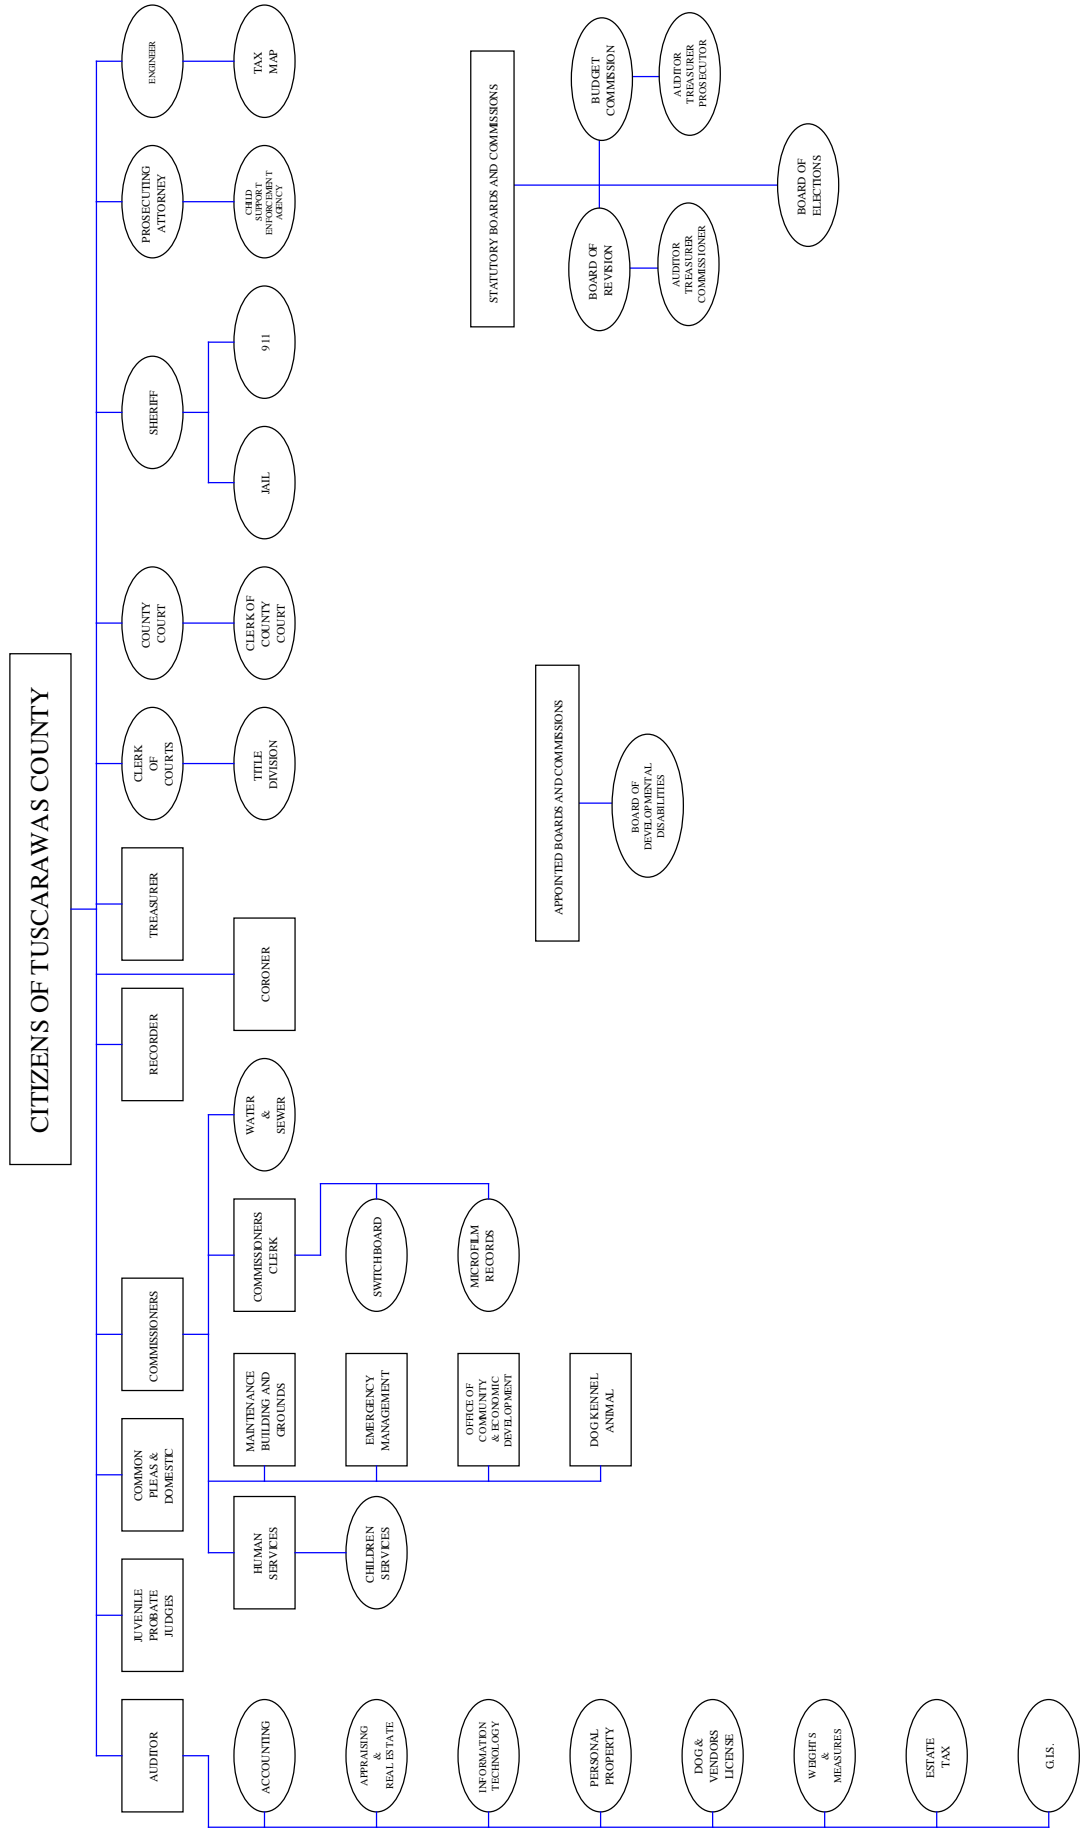 CITIZENS OF TUSCARAWAS COUNTY
AUDITOR
JUVENILE
PROBATE
JUDGES
COMMON
PLEAS &
DOMESTIC
COMMISSIONERS
RECORDER
TREASURER
CLERK
OF
COURTS
COUNTY
COURT
SHERIFF
PROSECUTING
ATTORNEY
ENGINEER
ACCOUNTING
HUMAN
SERVICES
MAINTENANCE
BUILDING AND
GROUNDS
COMMISSIONERS
CLERK
WATER
&
SEWER
CORONER
TITLE
DIVISION
CLERK OF
COUNTY
COURT
JAIL
911
CHILD
SUPPORT
ENFORCEMENT
AGENCY
TAX
MAP
APPRAISING
&
REAL ESTATE
CHILDREN
SERVICES
EMERGENCY
MANAGEMENT
SWITCHBOARD
INFORMATION
TECHNOLOGY
OFFICE OF
COMMUNITY
& ECONOMIC
DEVELOPMENT
MICROFILM
RECORDS
PERSONAL
PROPERTY
DOG KENNEL
ANIMAL
DOG &
VENDORS
LICENSE
WEIGHTS
&
MEASURES
ESTATE
TAX
G.I.S.
APPOINTED BOARDS AND COMMISSIONS
BOARD OF
DEVELOPMENTAL
DISABILITIES
STATUTORY BOARDS AND COMMISSIONS
BOARD OF
REVISION
BUDGET
COMMISSION
AUDITOR
TREASURER
COMMISSIONER
AUDITOR
TREASURER
PROSECUTOR
BOARD OF
ELECTIONS